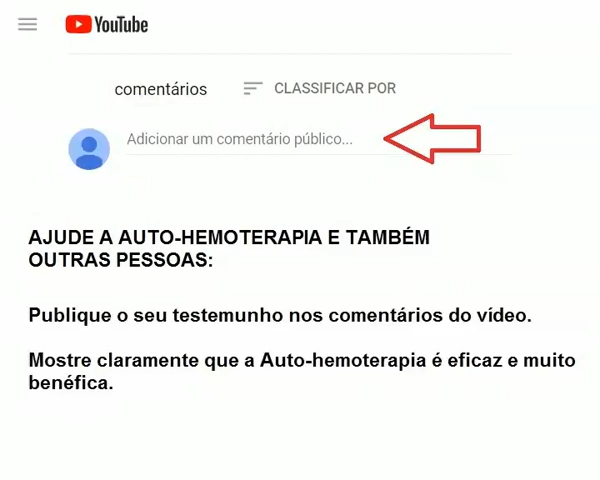 YouTube
comentários CLASSIFICAR POR
Adicionar um comentário público...
AJUDE A AUTO-HEMOTERAPIA E TAMBÉM
OUTRAS PESSOAS:
Publique o seu testemunho nos comentários do vídeo.
Mostre claramente que a Auto-hemoterapia é eficaz e muito
benéfica.